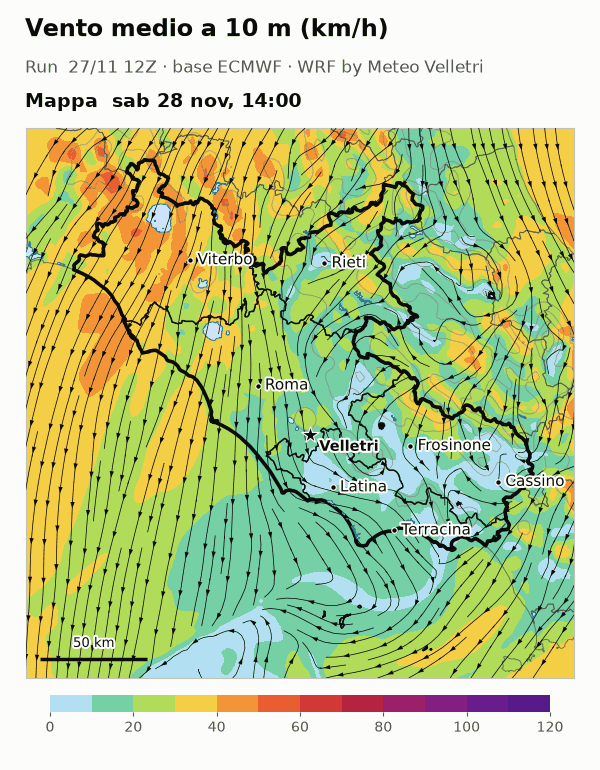 Vento medio a 10 m (km/h)
Run  27/11 12Z · base ECMWF · WRF by Meteo Velletri
Mappa  sab 28 nov, 14:00
Viterbo
Rieti
Roma
Velletri
Frosinone
Latina
Cassino
Terracina
50 km
0 20 40 60 80 100 120